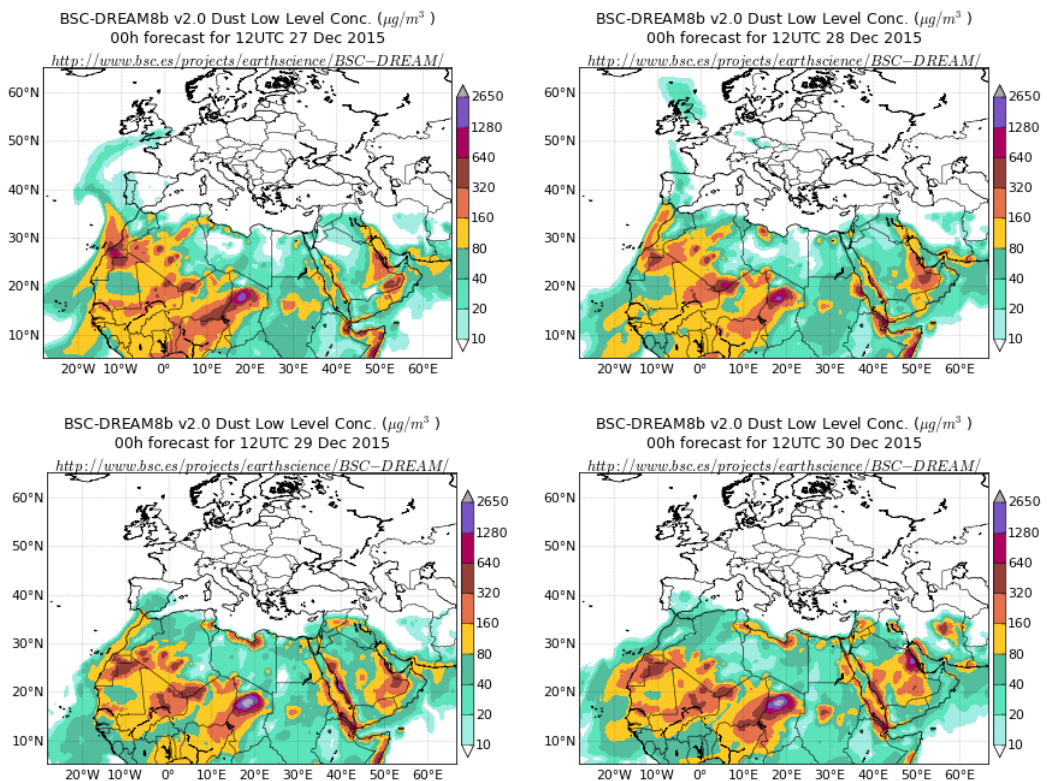 BSC-DREAM8b v2.0 Dust Low Level Conc. (μg/m³ )
00h forecast for 12UTC 27 Dec 2015
http://www.bsc.es/projects/earthscience/BSC−DREAM/
60°N
50°N
40°N
30°N
20°N
10°N
20°W 10°W 0° 10°E 20°E 30°E 40°E 50°E 60°E
2650
1280
640
320
160
80
40
20
10
BSC-DREAM8b v2.0 Dust Low Level Conc. (μg/m³ )
00h forecast for 12UTC 28 Dec 2015
http://www.bsc.es/projects/earthscience/BSC−DREAM/
60°N
50°N
40°N
30°N
20°N
10°N
20°W 10°W 0° 10°E 20°E 30°E 40°E 50°E 60°E
2650
1280
640
320
160
80
40
20
10
BSC-DREAM8b v2.0 Dust Low Level Conc. (μg/m³ )
00h forecast for 12UTC 29 Dec 2015
http://www.bsc.es/projects/earthscience/BSC−DREAM/
60°N
50°N
40°N
30°N
20°N
10°N
20°W 10°W 0° 10°E 20°E 30°E 40°E 50°E 60°E
2650
1280
640
320
160
80
40
20
10
BSC-DREAM8b v2.0 Dust Low Level Conc. (μg/m³ )
00h forecast for 12UTC 30 Dec 2015
http://www.bsc.es/projects/earthscience/BSC−DREAM/
60°N
50°N
40°N
30°N
20°N
10°N
20°W 10°W 0° 10°E 20°E 30°E 40°E 50°E 60°E
2650
1280
640
320
160
80
40
20
10